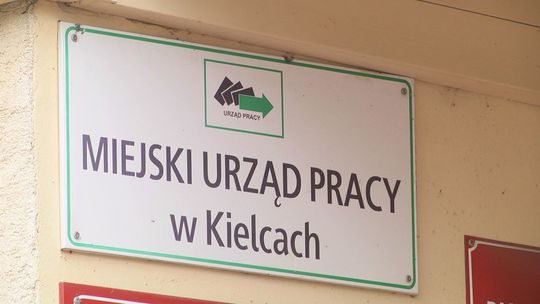 URZĄD PRACY
MIEJSKI URZĄD PRACY
w Kielcach